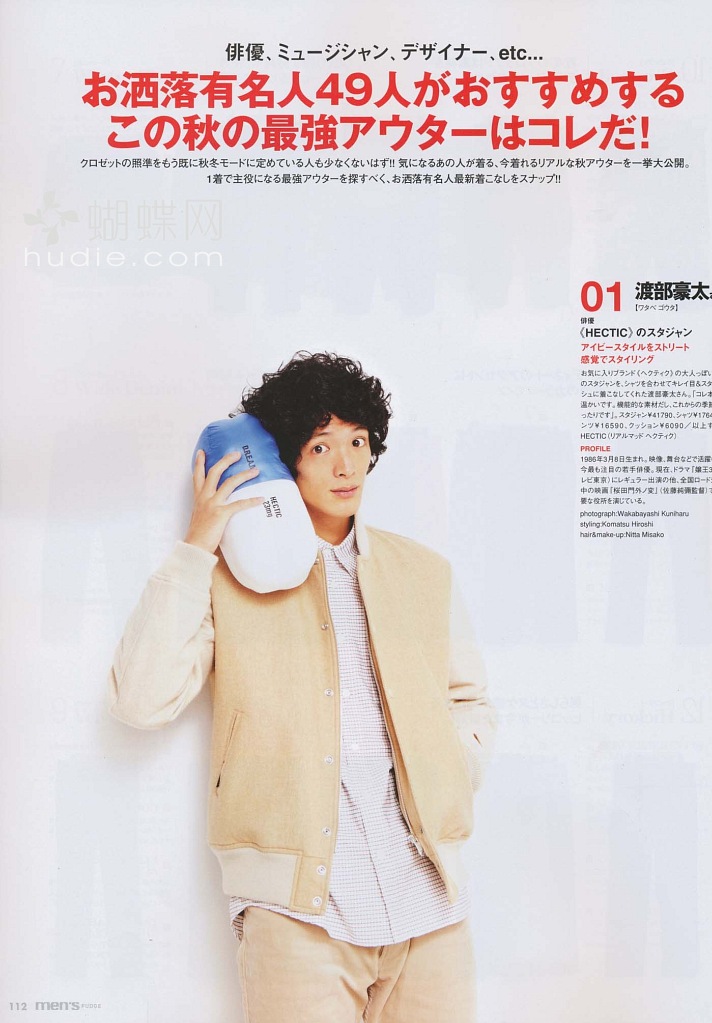 俳優、ミュージシャン、デザイナー、etc...
お洒落有名人49人がおすすめする
この秋の最強アウターはコレだ!
クロゼットの照準をもう既に秋冬モードに定めている人も少なくないはず!! 気になるあの人が着る、今着れるリアルな秋アウターを一挙大公開。
1着で主役になる最強アウターを探すべく、お洒落有名人最新着こなしをスナップ!!
蝴蝶网
hudie.com
01 渡部豪太
【ワタベ ゴウタ】
俳優
《HECTIC》のスタジャン
アイビースタイルをストリート
感覚でスタイリング
お気に入りブランド《ヘクティク》の大人っぽい
のスタジャンを、シャツを合わせてキレイ目&スタ
シュに着こなしてくれた渡部豪太さん。「コレ本
温かいです。機能的な素材だし、これからの季節
ったりです」。スタジャン¥41790、シャツ¥1764
ンツ¥16590、クッション¥6090/以上す
HECTIC(リアルマッド ヘクティク)
PROFILE
1986年3月8日生まれ。映像、舞台などで活躍
今最も注目の若手俳優。現在、ドラマ『嬢王3
レビ東京)にレギュラー出演の他、全国ロード
中の映画『桜田門外ノ変』(佐藤純彌監督)で
要な役所を演じている。
photograph:Wakabayashi Kuniharu
styling:Komatsu Hiroshi
hair&make-up:Nitta Misako
D.R.E.A.M
HECTIC
23mg
112 men's FUDGE